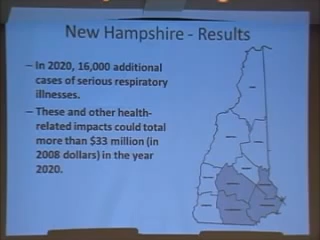 New Hampshire - Results
– In 2020, 16,000 additional
cases of serious respiratory
illnesses.
– These and other health-
related impacts could total
more than $33 million (in
2008 dollars) in the year
2020.